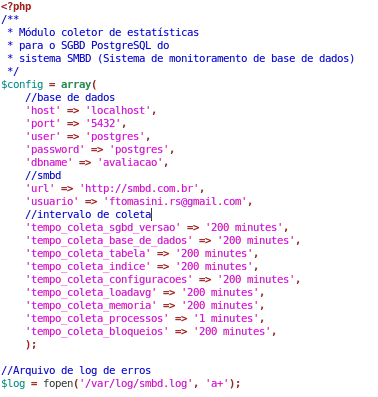 <?php
/**
 * Módulo coletor de estatísticas
 * para o SGBD PostgreSQL do
 * sistema SMBD (Sistema de monitoramento de base de dados)
 */
$config = array(
    //base de dados
    'host' => 'localhost',
    'port' => '5432',
    'user' => 'postgres',
    'password' => 'postgres',
    'dbname' => 'avaliacao',
    //smbd
    'url' => 'http://smbd.com.br',
    'usuario' => 'ftomasini.rs@gmail.com',
    //intervalo de coleta
    'tempo_coleta_sgbd_versao' => '200 minutes',
    'tempo_coleta_base_de_dados' => '200 minutes',
    'tempo_coleta_tabela' => '200 minutes',
    'tempo_coleta_indice' => '200 minutes',
    'tempo_coleta_configuracoes' => '200 minutes',
    'tempo_coleta_loadavg' => '200 minutes',
    'tempo_coleta_memoria' => '200 minutes',
    'tempo_coleta_processos' => '1 minutes',
    'tempo_coleta_bloqueios' => '200 minutes',
    );

//Arquivo de log de erros
$log = fopen('/var/log/smbd.log', 'a+');